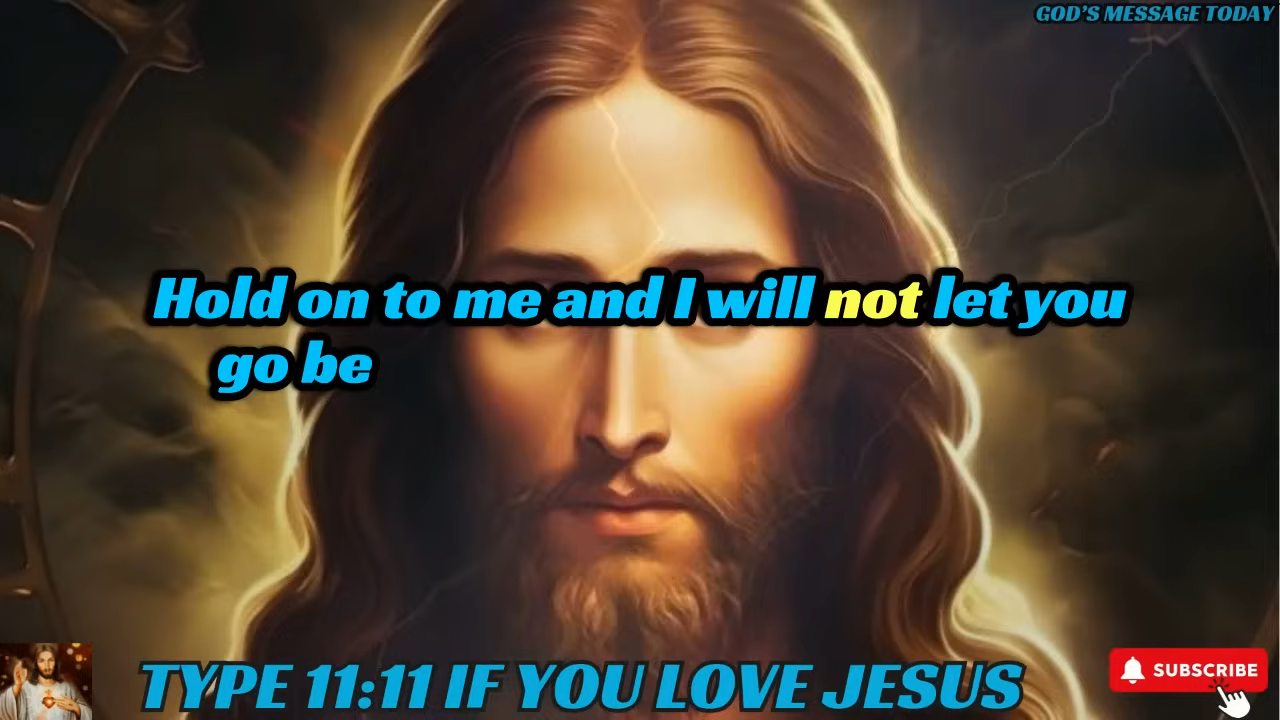 GOD'S MESSAGE TODAY
Hold on to me and I will not let you
go be
TYPE 11:11 IF YOU LOVE JESUS
SUBSCRIBE